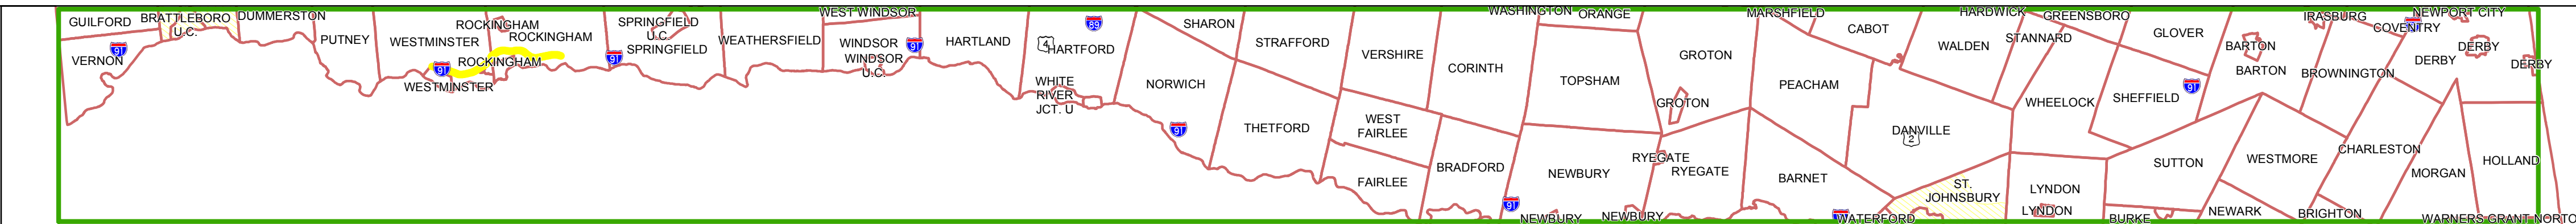 GUILFORD
BRATTLEBORO
U.C.
DUMMERSTON
VERNON
91
PUTNEY
WESTMINSTER
ROCKINGHAM
ROCKINGHAM
ROCKINGHAM
91
WESTMINSTER
SPRINGFIELD
U.C.
SPRINGFIELD
91
WEATHERSFIELD
WEST WINDSOR
WINDSOR
WINDSOR
U.C.
91
HARTLAND
89
4
HARTFORD
WHITE
RIVER
JCT. U
NORWICH
91
SHARON
STRAFFORD
THETFORD
VERSHIRE
WEST
FAIRLEE
FAIRLEE
CORINTH
BRADFORD
91
WASHINGTON
ORANGE
TOPSHAM
NEWBURY
NEWBURY
NEWBURY
GROTON
GROTON
RYEGATE
RYEGATE
MARSHFIELD
CABOT
PEACHAM
BARNET
91
WATERFORD
DANVILLE
2
ST.
JOHNSBURY
HARDWICK
WALDEN
STANNARD
GREENSBORO
WHEELOCK
LYNDON
LYNDON
GLOVER
SHEFFIELD
91
SUTTON
BURKE
NEWARK
BARTON
BARTON
WESTMORE
BRIGHTON
IRASBURG
BROWNINGTON
COVENTRY
91
CHARLESTON
NEWPORT CITY
DERBY
DERBY
DERBY
MORGAN
HOLLAND
WARNERS GRANT
NORTO